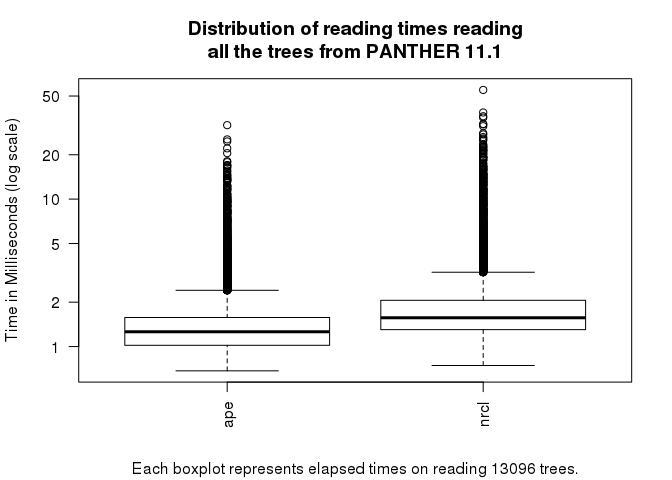 Distribution of reading times reading
all the trees from PANTHER 11.1
Time in Milliseconds (log scale)
50
20
10
5
2
1
ape
nrcl
Each boxplot represents elapsed times on reading 13096 trees.